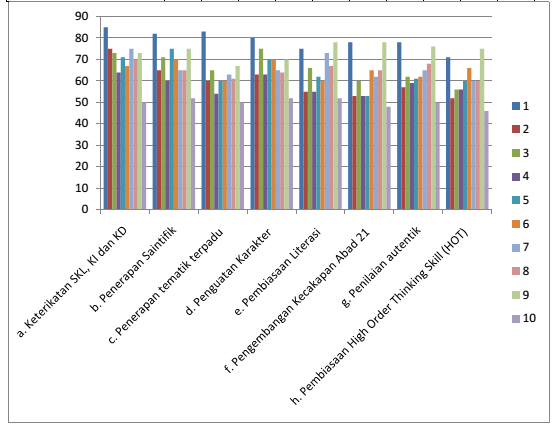 90
80
70
60
50
40
30
20
10
0
a. Keterikatan SKL, KI dan KD
b. Penerapan Saintifik
c. Penerapan tematik terpadu
d. Penguatan Karakter
e. Pembiasaan Literasi
f. Pengembangan Kecakapan Abad 21
g. Penilaian autentik
h. Pembiasaan High Order Thinking Skill (HOT)
1
2
3
4
5
6
7
8
9
10